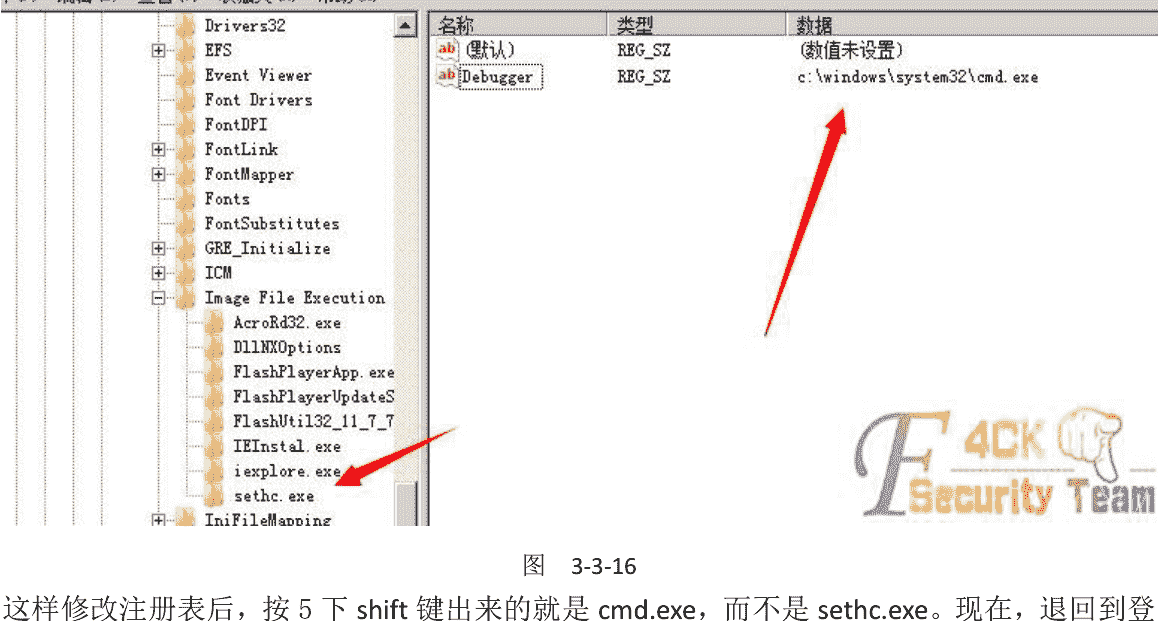 名称 类型 数据
(默认) REG_SZ (数值未设置)
Debugger REG_SZ c:\windows\system32\cmd.exe
Drivers32
EFS
Event Viewer
Font Drivers
FontDPI
FontLink
FontMapper
Fonts
FontSubstitutes
GRE_Initialize
ICM
Image File Execution
AcroRd32.exe
DllNXOptions
FlashPlayerApp.exe
FlashPlayerUpdateS
FlashUtil32_11_7_7
IEInstal.exe
iexplore.exe
sethc.exe
IniFileMapping
F4CK
Security Team
图 3-3-16
这样修改注册表后，按 5 下 shift 键出来的就是 cmd.exe，而不是 sethc.exe。现在，退回到登